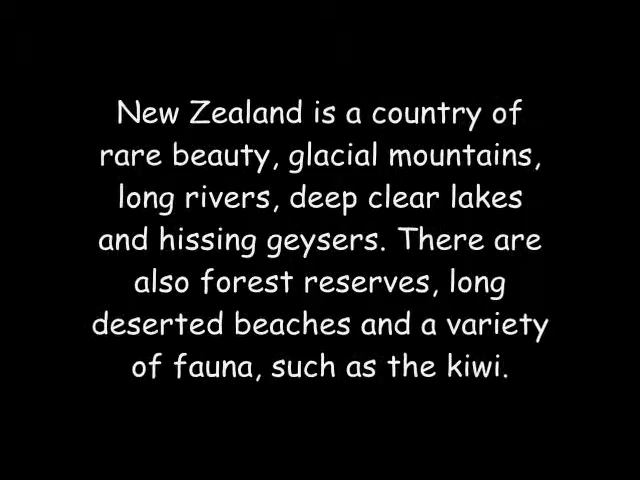 New Zealand is a country of
rare beauty, glacial mountains,
long rivers, deep clear lakes
and hissing geysers. There are
also forest reserves, long
deserted beaches and a variety
of fauna, such as the kiwi.